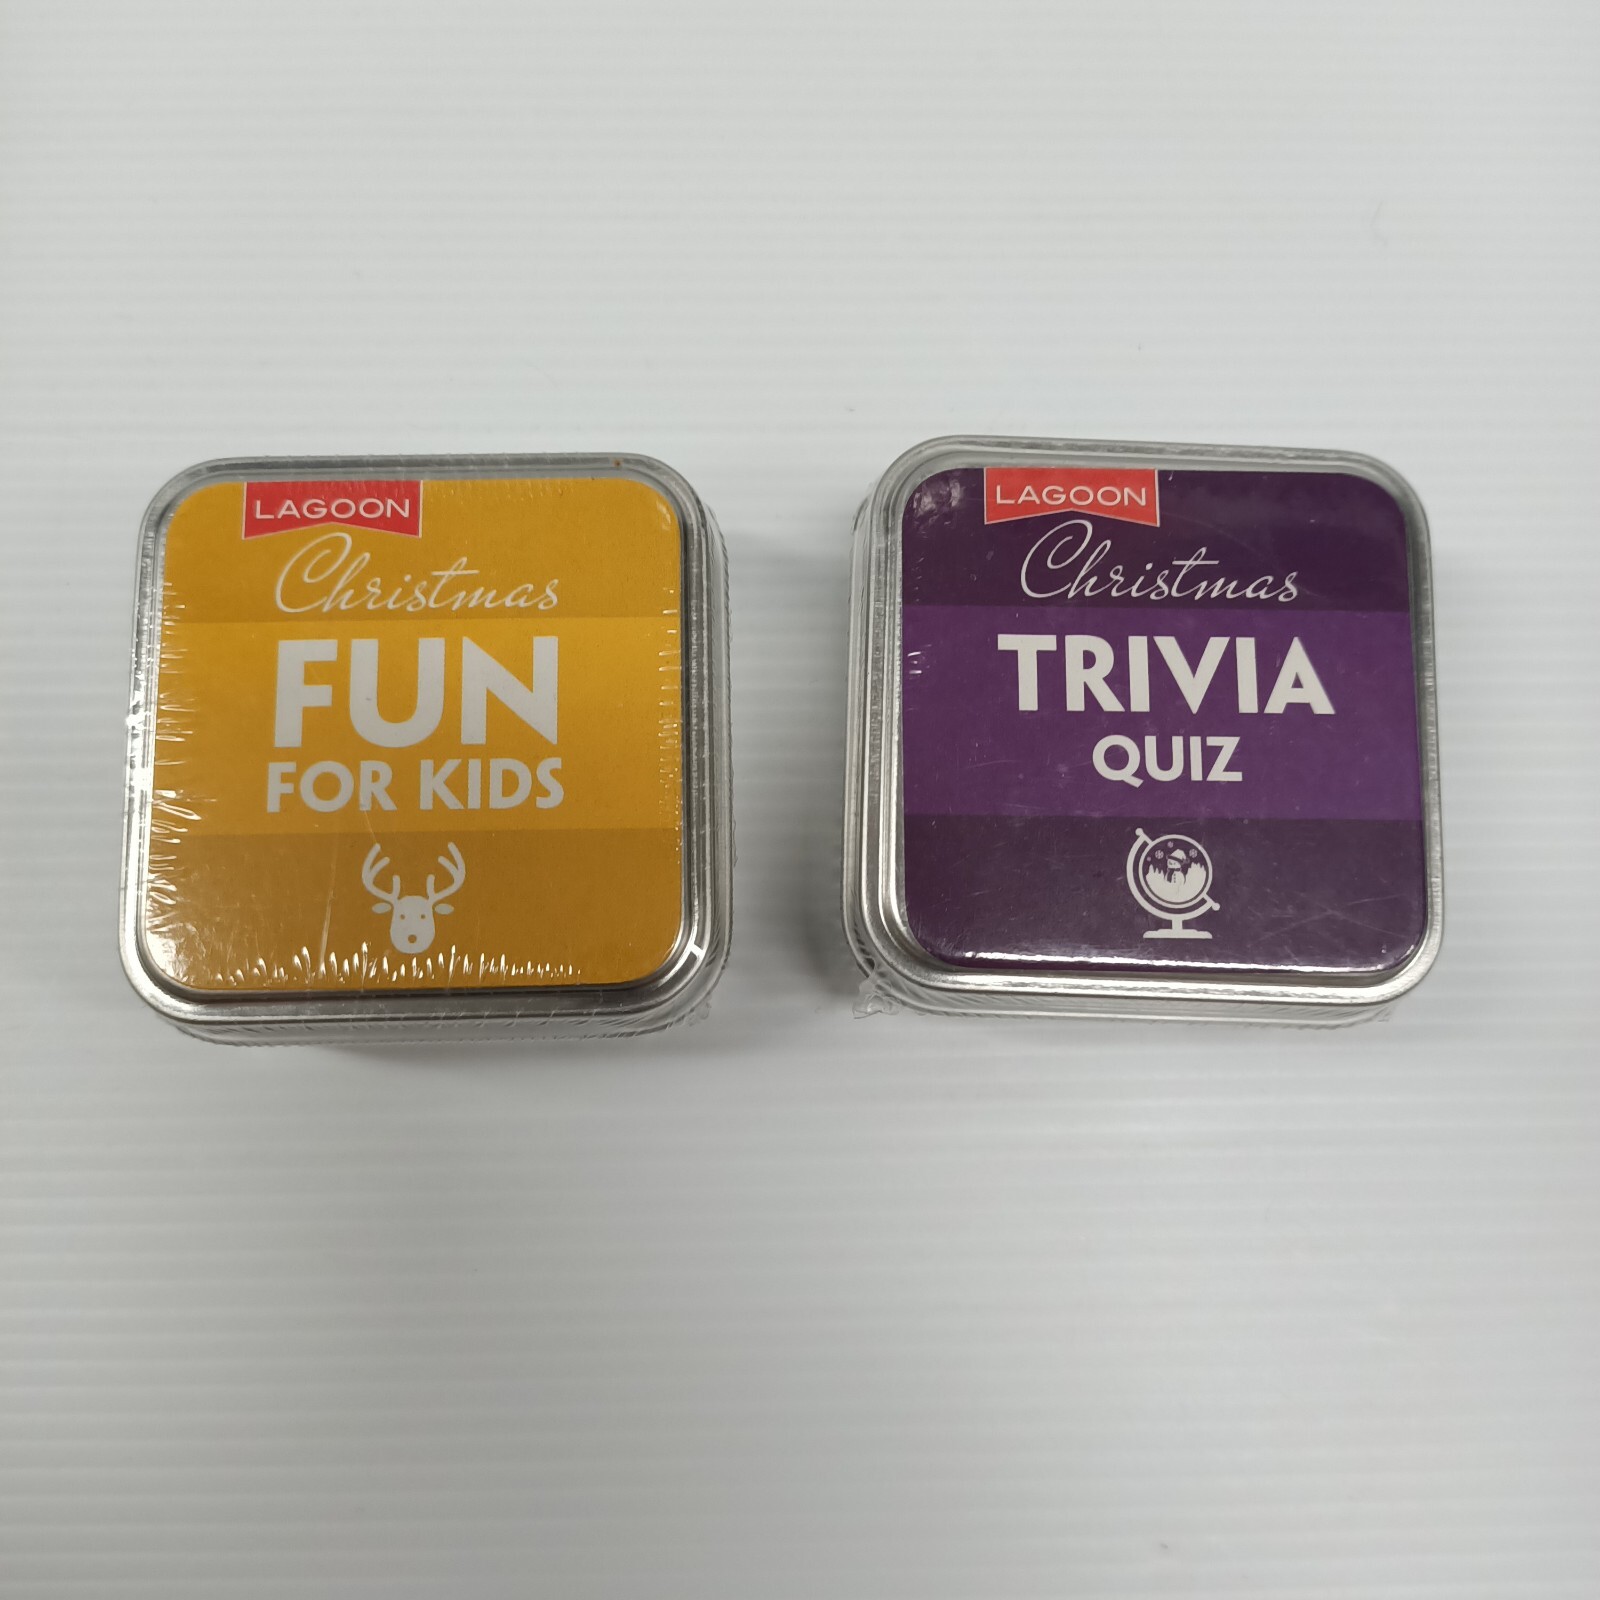 LAGOON
Christmas
FUN
FOR KIDS
LAGOON
Christmas
TRIVIA
QUIZ